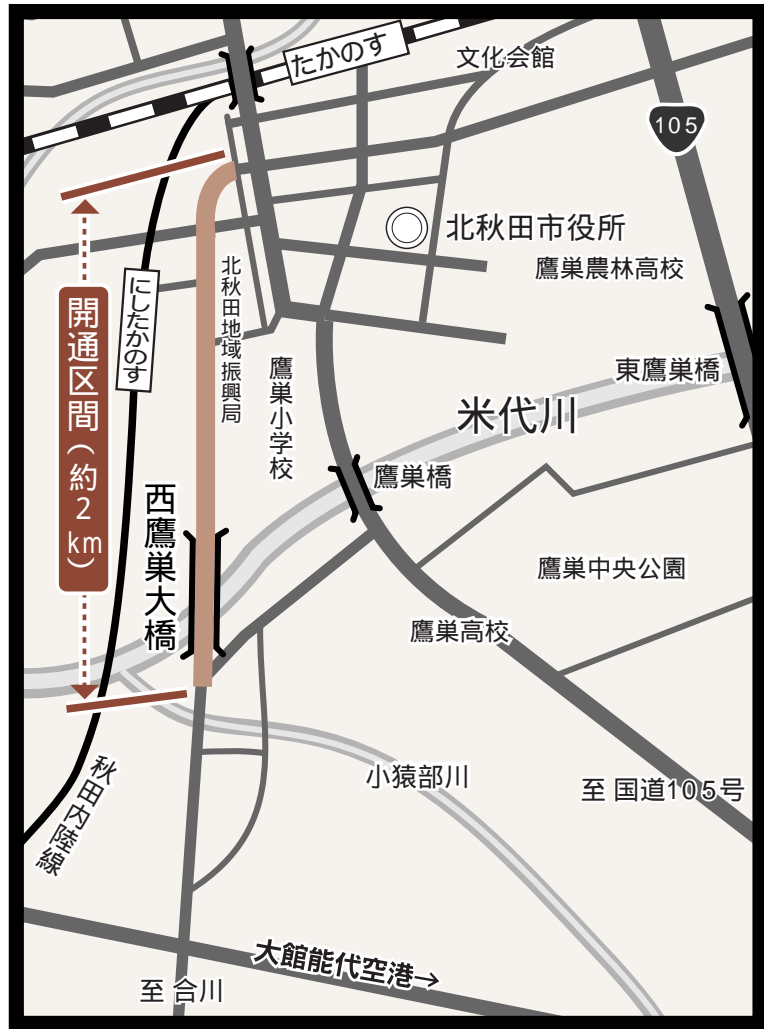 たかのす
文化会館
105
北秋田市役所
鷹巣農林高校
にしたかのす
北秋田地域振興局
開通区間(約2km)
鷹巣小学校
東鷹巣橋
米代川
鷹巣橋
西鷹巣大橋
鷹巣中央公園
鷹巣高校
小猿部川
至 国道105号
秋田内陸線
大館能代空港→
至 合川